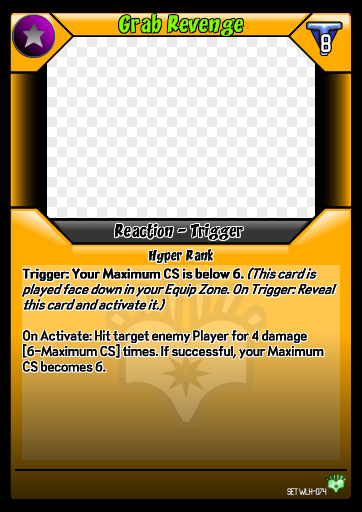 Grab Revenge
8
Reaction - Trigger
Hyper Rank
Trigger: Your Maximum CS is below 6. (This card is
played face down in your Equip Zone. On Trigger: Reveal
this card and activate it.)
On Activate: Hit target enemy Player for 4 damage
[6-Maximum CS] times. If successful, your Maximum
CS becomes 6.
SET WLH-074